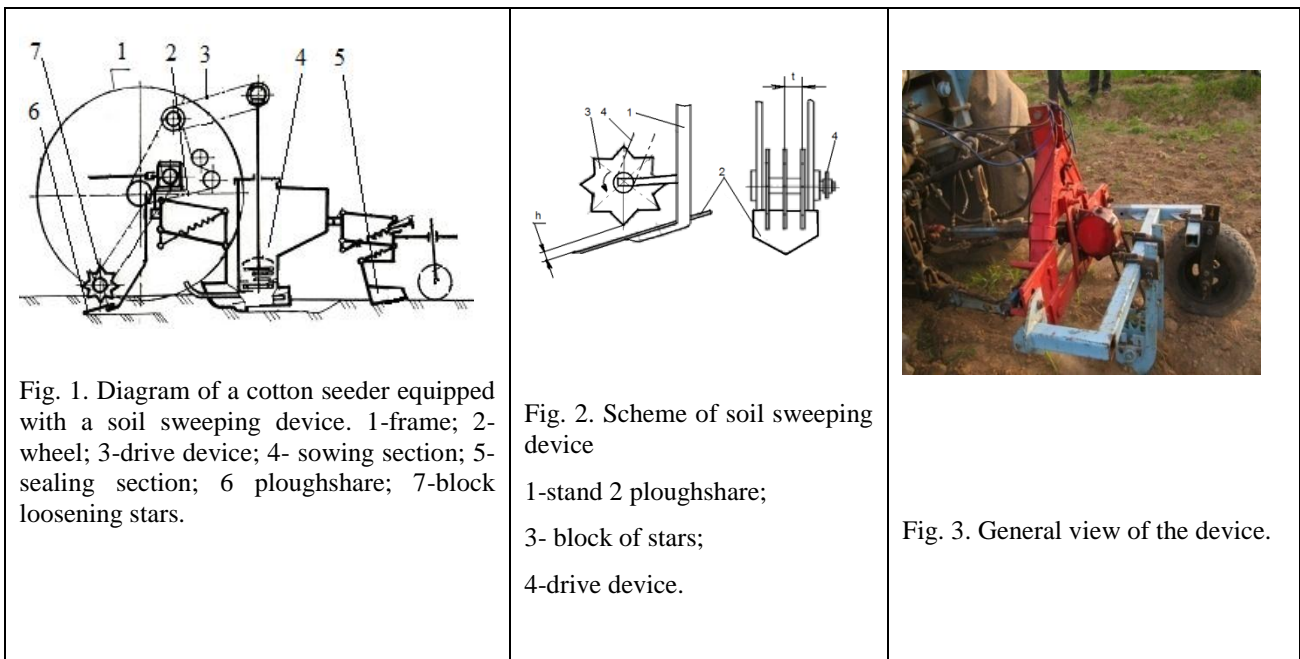 7 1 2 3 4 5
6
Fig. 1. Diagram of a cotton seeder equipped
with a soil sweeping device. 1-frame; 2-
wheel; 3-drive device; 4- sowing section; 5-
sealing section; 6 ploughshare; 7-block
loosening stars.
t
3 4 1
4
2
h
Fig. 2. Scheme of soil sweeping
device
1-stand 2 ploughshare;
3- block of stars;
4-drive device.
Fig. 3. General view of the device.